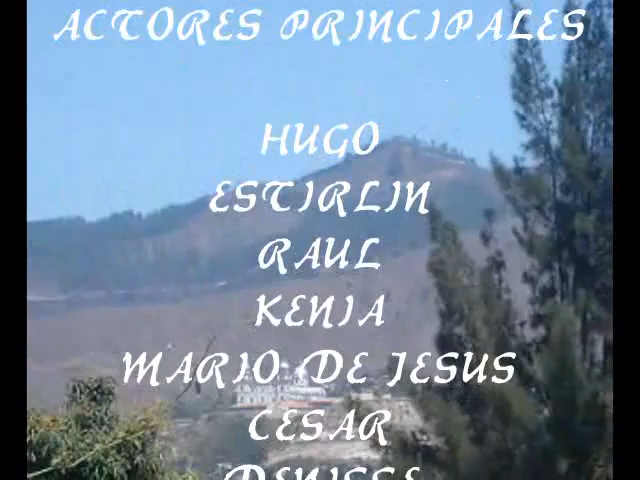 ACTORES PRINCIPALES
HUGO
ESTIRLIN
RAUL
KENIA
MARIO DE JESUS
CESAR